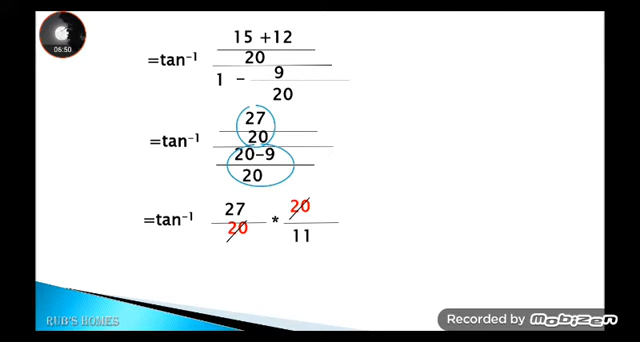 06:50
15 +12
20
=tan⁻¹
1 – 9
20
27
20
=tan⁻¹
20–9
20
=tan⁻¹ 27 * 20
20 11
RUB'S HOMES
Recorded by MOBIZEN